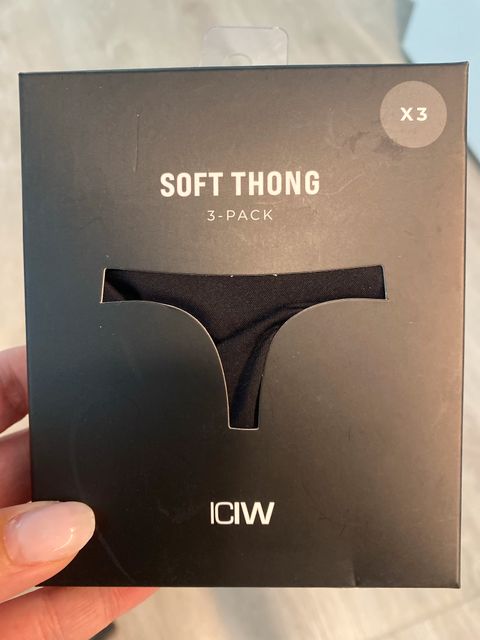 X3
SOFT THONG
3-PACK
ICIW